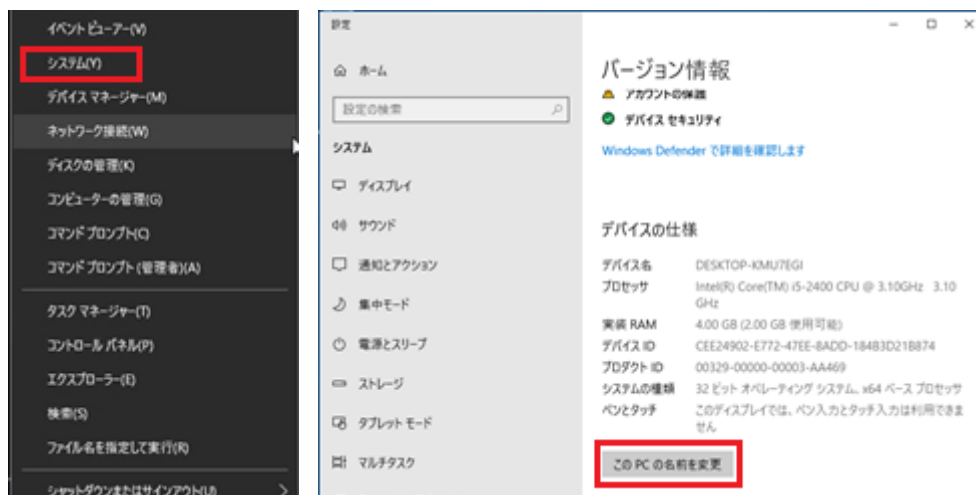 イベント ビューアー(V)
システム(Y)
デバイス マネージャー(M)
ネットワーク接続(W)
ディスクの管理(K)
コンピューターの管理(G)
コマンド プロンプト(C)
コマンド プロンプト (管理者)(A)
タスク マネージャー(T)
コントロール パネル(P)
エクスプローラー(E)
検索(S)
ファイル名を指定して実行(R)
シャットダウンまたはサインアウト(U)
設定
ホーム
設定の検索
システム
ディスプレイ
サウンド
通知とアクション
集中モード
電源とスリープ
ストレージ
タブレット モード
マルチタスク
バージョン情報
アカウントの保護
デバイス セキュリティ
Windows Defender で詳細を確認します
デバイスの仕様
デバイス名 DESKTOP-KMU7EGI
プロセッサ Intel(R) Core(TM) i5-2400 CPU @ 3.10GHz 3.10
GHz
実装 RAM 4.00 GB (2.00 GB 使用可能)
デバイス ID CEE24902-E772-47EE-8ADD-184B3D21B874
プロダクト ID 00329-00000-00003-AA469
システムの種類 32 ビット オペレーティング システム、x64 ベース プロセッサ
ペンとタッチ このディスプレイでは、ペン入力とタッチ入力は利用できま
せん
この PC の名前を変更